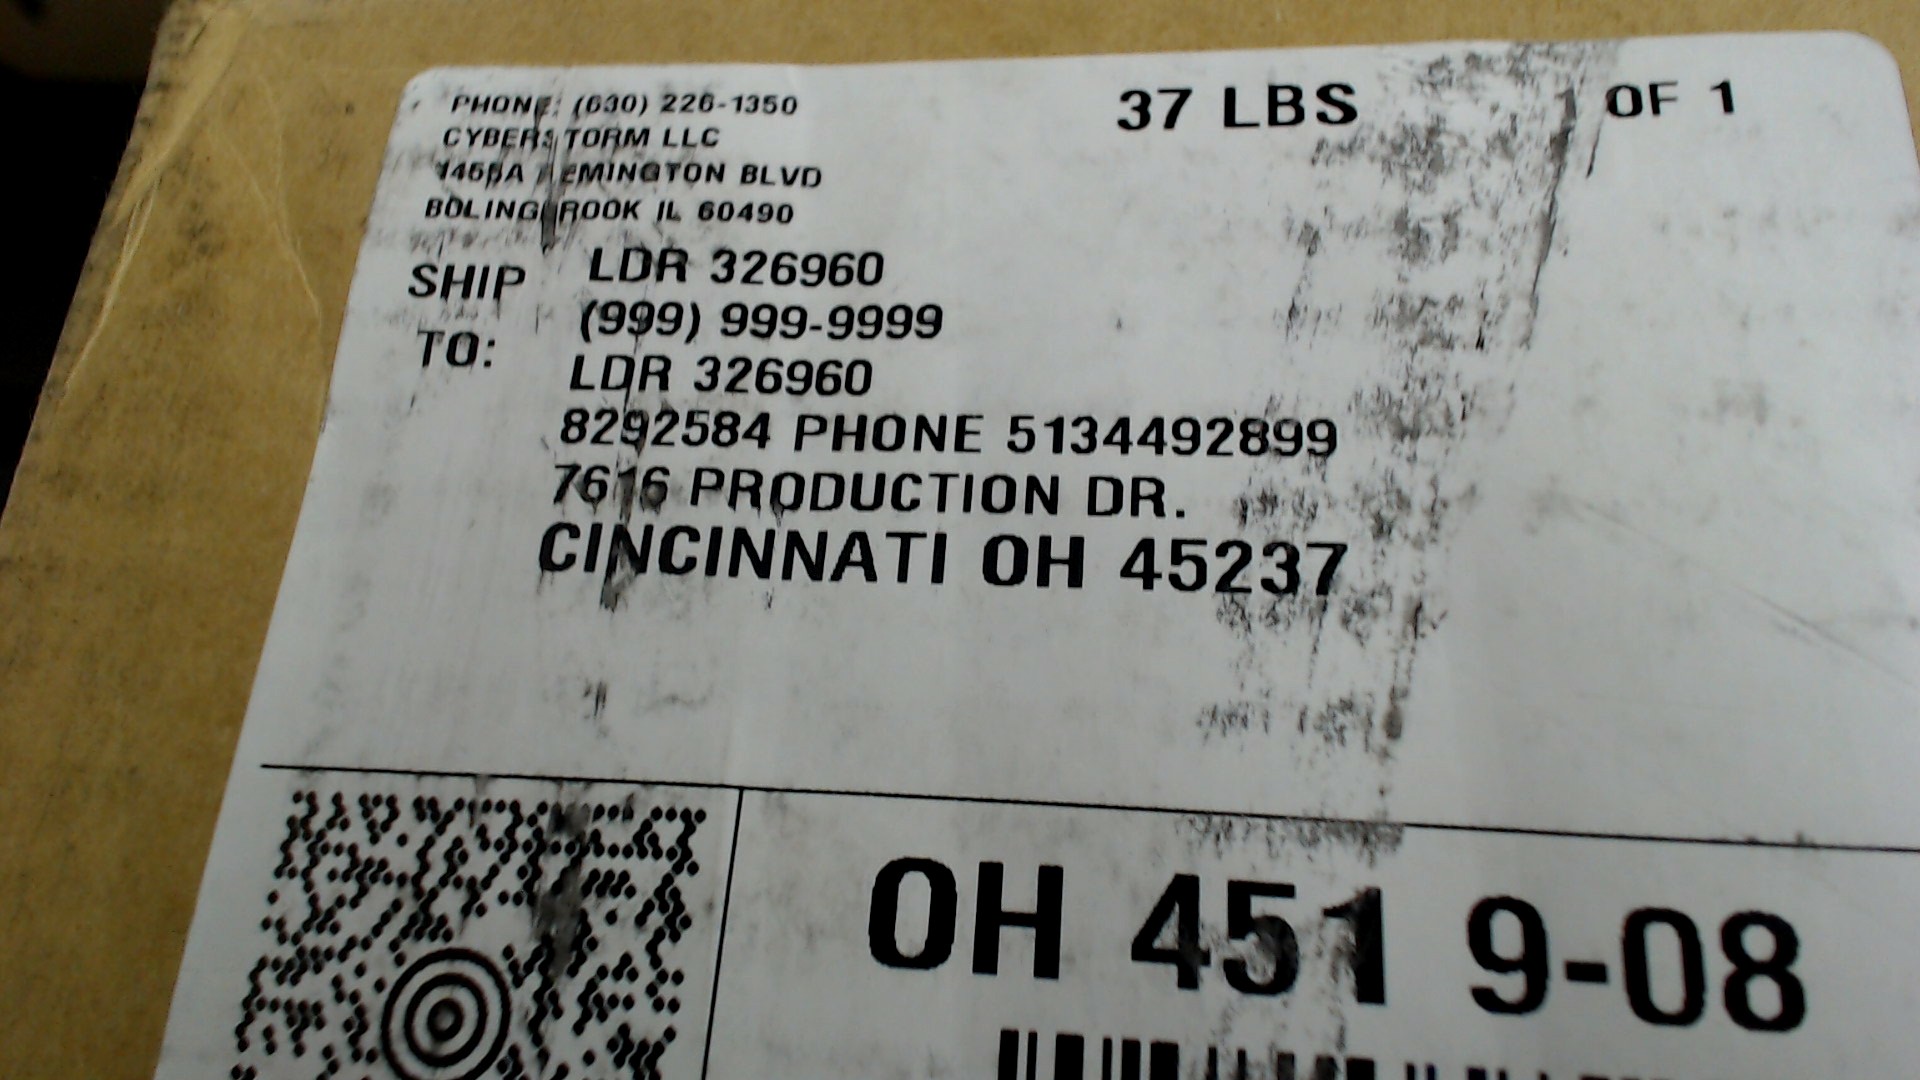 PHONE: (630) 226-1350
37 LBS
1 OF 1
CYBERSTORM LLC
REMINGTON BLVD
BOLINGBROOK IL 60490
SHIP TO:
LDR 326960
(999) 999-9999
LDR 326960
8292584 PHONE 5134492899
7616 PRODUCTION DR.
CINCINNATI OH 45237
OH 451 9-08